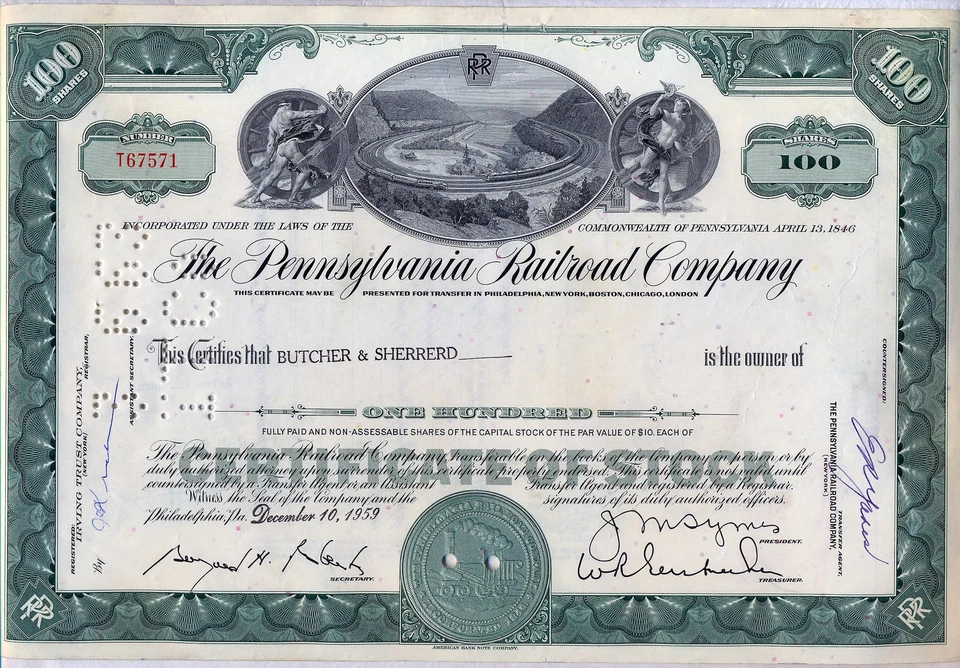 100 SHARES
100 SHARES
PRR
NUMBER
T67571
SHARES
100
INCORPORATED UNDER THE LAWS OF THE
COMMONWEALTH OF PENNSYLVANIA APRIL 13, 1846
The Pennsylvania Railroad Company
THIS CERTIFICATE MAY BE PRESENTED FOR TRANSFER IN PHILADELPHIA, NEW YORK, BOSTON, CHICAGO, LONDON
This Certifies that BUTCHER & SHERRERD is the owner of
ONE HUNDRED
FULLY PAID AND NON-ASSESSABLE SHARES OF THE CAPITAL STOCK OF THE PAR VALUE OF $10. EACH OF
CERTIFICATE OF STOCK
The Pennsylvania Railroad Company, transferable on the books of the Company in person, or by
duly authorized attorney upon surrender of this certificate properly endorsed. This certificate is not valid until
countersigned by a Transfer Agent or an Assistant Transfer Agent and registered by a Registrar.
Witness the Seal of the Company and the signatures of its duly authorized officers.
Philadelphia, Pa. December 10, 1959
SECRETARY.
J M Symes
PRESIDENT.
TREASURER.
REGISTERED:
IRVING TRUST COMPANY,
(NEW YORK) REGISTRAR,
By
ASSISTANT SECRETARY.
COUNTERSIGNED:
THE PENNSYLVANIA RAILROAD COMPANY,
(NEW YORK) TRANSFER AGENT,
PRR
PRR
AMERICAN BANK NOTE COMPANY.